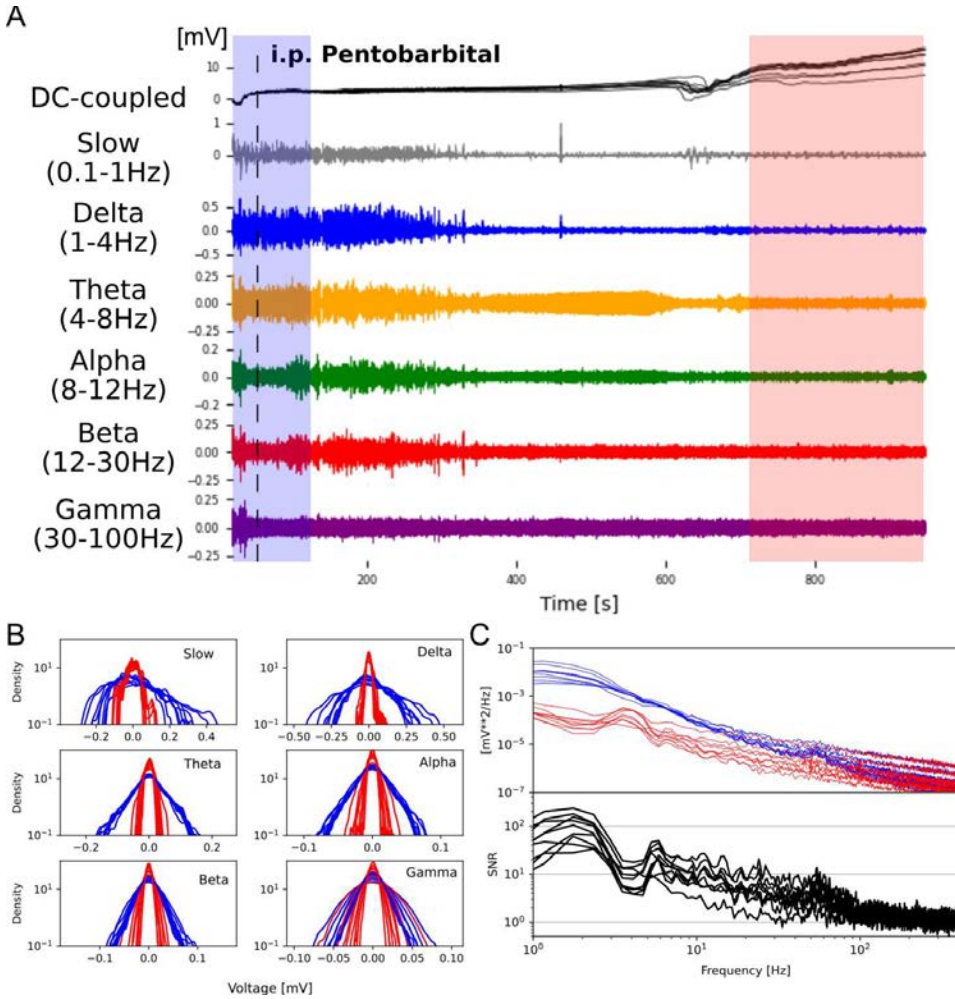 A
[mV]
i.p. Pentobarbital
10
DC-coupled
0
1
Slow
0
(0.1-1Hz)
0.5
Delta
0.0
(1-4Hz)
−0.5
0.25
Theta
0.00
(4-8Hz)
−0.25
0.2
Alpha
0.0
(8-12Hz)
−0.2
0.25
Beta
0.00
(12-30Hz)
−0.25
0.25
Gamma
0.00
(30-100Hz)
−0.25
200 400 600 800
Time [s]
B
Density
10¹
10⁻¹
Slow
−0.2 0.0 0.2 0.4
10¹
10⁻¹
Delta
−0.50 −0.25 0.00 0.25 0.50
Density
10¹
10⁻¹
Theta
−0.2 0.0 0.2
10¹
10⁻¹
Alpha
−0.1 0.0 0.1
Density
10¹
10⁻¹
Beta
−0.1 0.0 0.1
10¹
10⁻¹
Gamma
−0.10 −0.05 0.00 0.05 0.10
Voltage [mV]
C
10⁻¹
10⁻³
10⁻⁵
10⁻⁷
[mV**2/Hz]
10²
10¹
10⁰
SNR
10⁰ 10¹ 10²
Frequency [Hz]